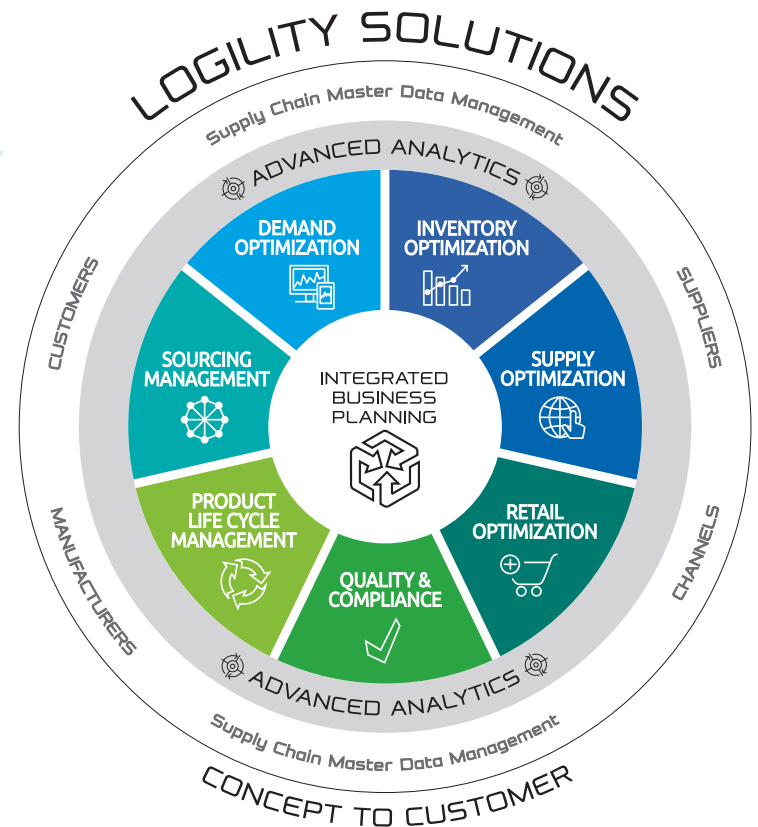 LOGILITY SOLUTIONS
Supply Chain Master Data Management
ADVANCED ANALYTICS
DEMAND
OPTIMIZATION
INVENTORY
OPTIMIZATION
CUSTOMERS
SUPPLIERS
SOURCING
MANAGEMENT
INTEGRATED
BUSINESS
PLANNING
SUPPLY
OPTIMIZATION
PRODUCT
LIFE CYCLE
MANAGEMENT
RETAIL
OPTIMIZATION
MANUFACTURERS
CHANNELS
QUALITY &
COMPLIANCE
ADVANCED ANALYTICS
Supply Chain Master Data Management
CONCEPT TO CUSTOMER